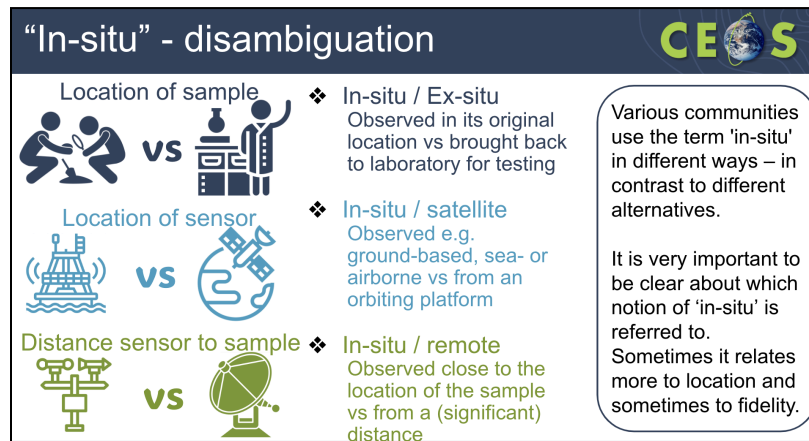 “In-situ” - disambiguation
CEOS
Location of sample
vs
❖ In-situ / Ex-situ
Observed in its original
location vs brought back
to laboratory for testing
Location of sensor
vs
❖ In-situ / satellite
Observed e.g.
ground-based, sea- or
airborne vs from an
orbiting platform
Distance sensor to sample
vs
❖ In-situ / remote
Observed close to the
location of the sample
vs from a (significant)
distance
Various communities
use the term 'in-situ'
in different ways – in
contrast to different
alternatives.
It is very important to
be clear about which
notion of ‘in-situ’ is
referred to.
Sometimes it relates
more to location and
sometimes to fidelity.